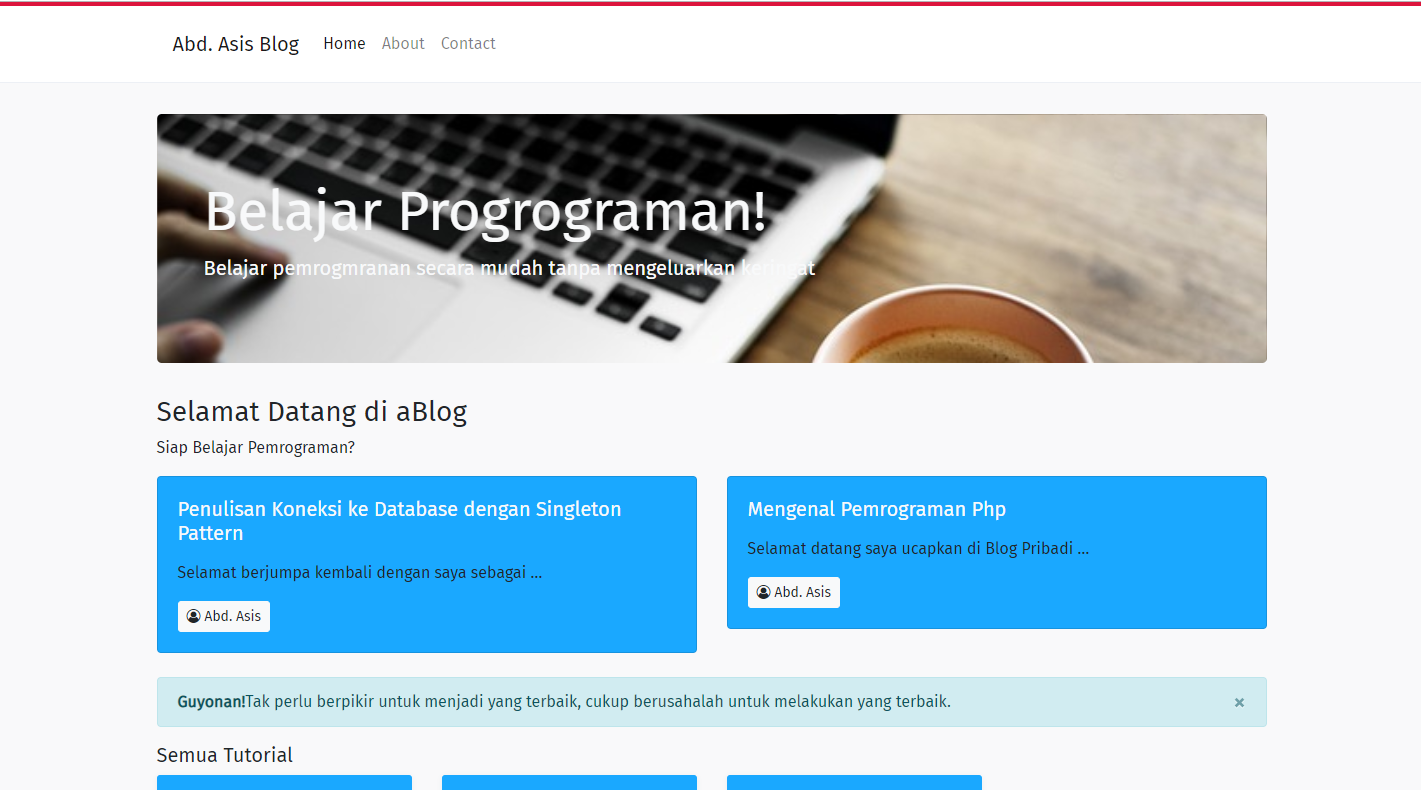 Abd. Asis Blog Home About Contact
Belajar Progrograman!
Belajar pemrogmranan secara mudah tanpa mengeluarkan keringat
Selamat Datang di aBlog
Siap Belajar Pemrograman?
Penulisan Koneksi ke Database dengan Singleton
Pattern
Selamat berjumpa kembali dengan saya sebagai ...
Abd. Asis
Mengenal Pemrograman Php
Selamat datang saya ucapkan di Blog Pribadi ...
Abd. Asis
Guyonan!Tak perlu berpikir untuk menjadi yang terbaik, cukup berusahalah untuk melakukan yang terbaik. ×
Semua Tutorial